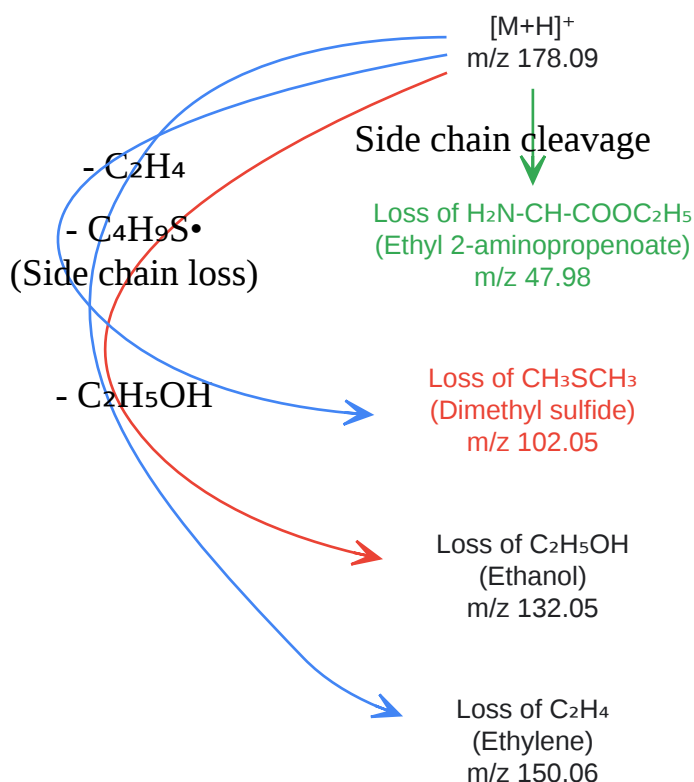 [M+H]⁺
m/z 178.09
Side chain cleavage
- C₂H₄
Loss of H₂N-CH-COOC₂H₅
(Ethyl 2-aminopropenoate)
m/z 47.98
- C₄H₉S•
(Side chain loss)
Loss of CH₃SCH₃
(Dimethyl sulfide)
m/z 102.05
- C₂H₅OH
Loss of C₂H₅OH
(Ethanol)
m/z 132.05
Loss of C₂H₄
(Ethylene)
m/z 150.06